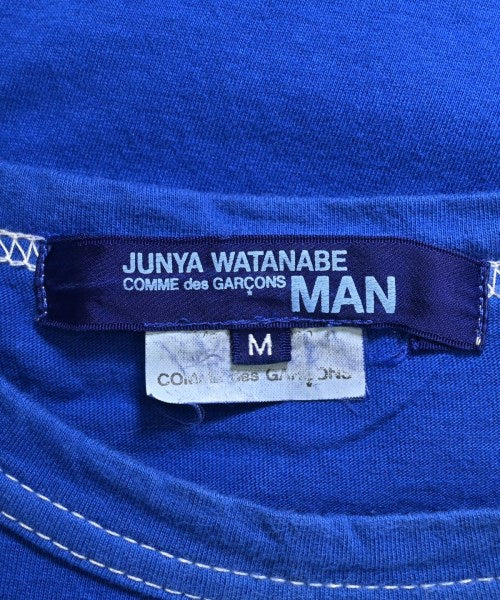 JUNYA WATANABE
COMME des GARÇONS MAN
M
COMME des GARÇONS